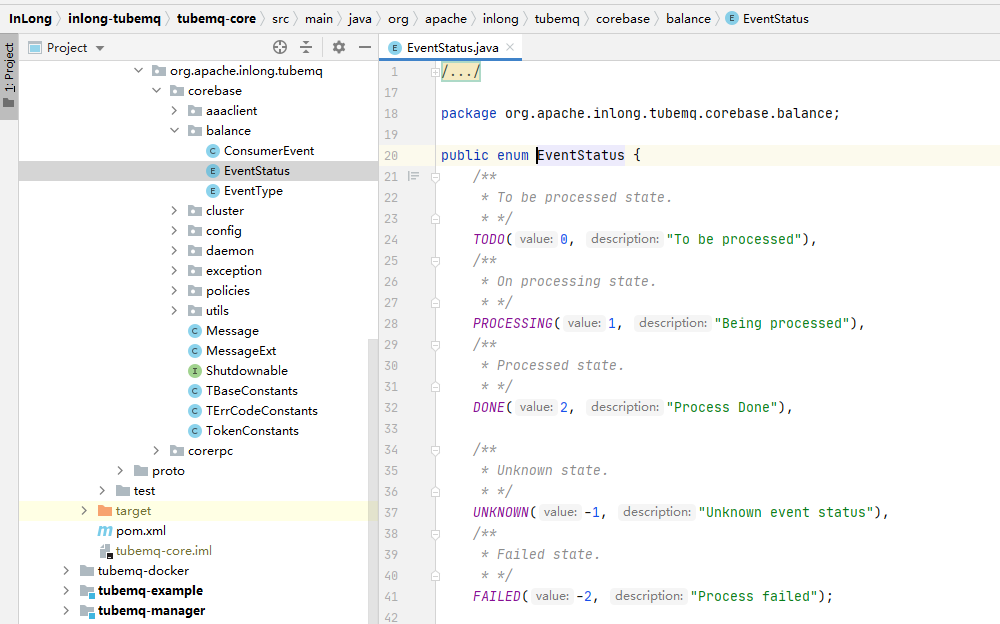 InLong 〉 inlong-tubemq 〉 tubemq-core 〉 src 〉 main 〉 java 〉 org 〉 apache 〉 inlong 〉 tubemq 〉 corebase 〉 balance 〉 E EventStatus
1: Project
Project
E EventStatus.java
org.apache.inlong.tubemq
corebase
aaaclient
balance
C ConsumerEvent
E EventStatus
E EventType
cluster
config
daemon
exception
policies
utils
C Message
C MessageExt
I Shutdownable
C TBaseConstants
C TErrCodeConstants
C TokenConstants
corerpc
proto
test
target
m pom.xml
tubemq-core.iml
tubemq-docker
tubemq-example
tubemq-manager
1 /.../
17
18 package org.apache.inlong.tubemq.corebase.balance;
19
20 public enum EventStatus {
21 /**
22 * To be processed state.
23 * */
24 TODO( value: 0, description: "To be processed"),
25 /**
26 * On processing state.
27 * */
28 PROCESSING( value: 1, description: "Being processed"),
29 /**
30 * Processed state.
31 * */
32 DONE( value: 2, description: "Process Done"),
33
34 /**
35 * Unknown state.
36 * */
37 UNKNOWN( value: -1, description: "Unknown event status"),
38 /**
39 * Failed state.
40 * */
41 FAILED( value: -2, description: "Process failed");
42